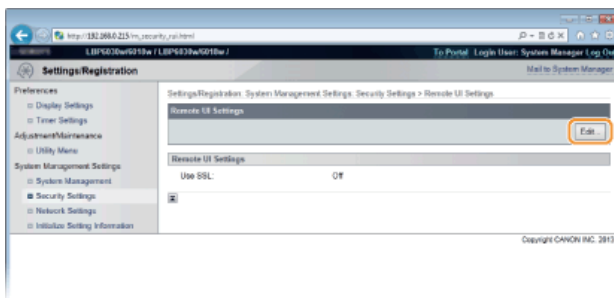 http://192.168.0.215/m_security_rui.html
LBP6030w/6018w / LBP6030w/6018w /
To Portal Login User: System Manager Log Out
Settings/Registration
Mail to System Manager
Preferences
Display Settings
Timer Settings
Adjustment/Maintenance
Utility Menu
System Management Settings
System Management
Security Settings
Network Settings
Initialize Setting Information
Settings/Registration: System Management Settings: Security Settings > Remote UI Settings
Remote UI Settings
Edit...
Remote UI Settings
Use SSL: Off
Copyright CANON INC. 2013